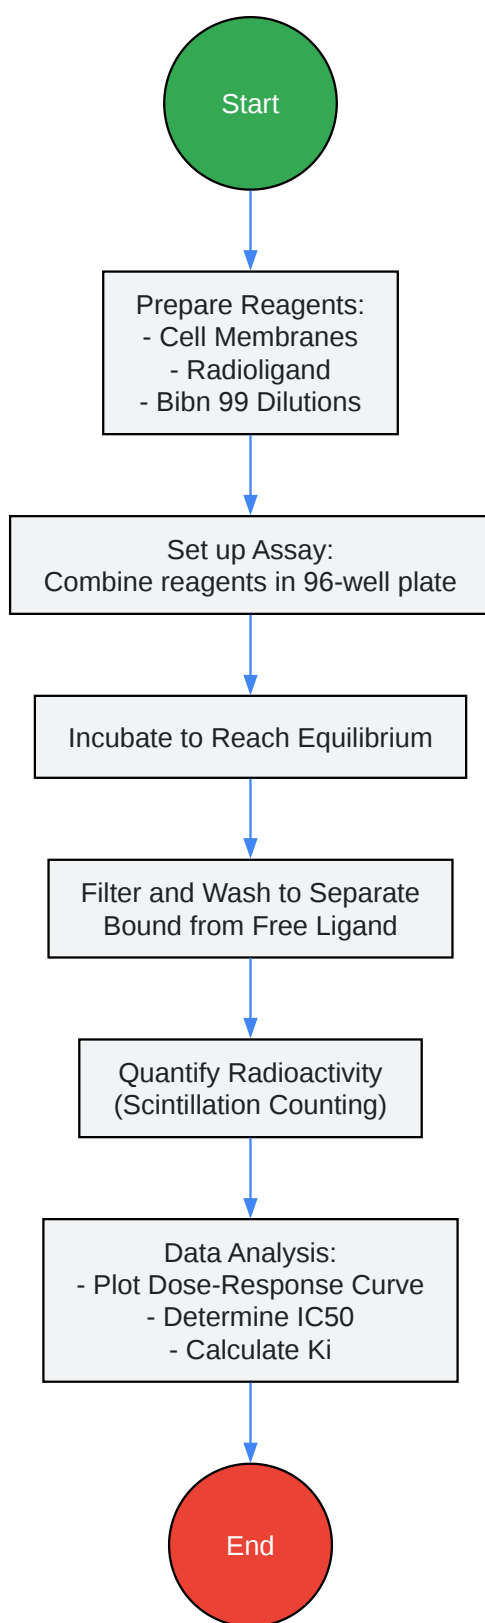 Start
Prepare Reagents:
- Cell Membranes
- Radioligand
- Bibn 99 Dilutions
Set up Assay:
Combine reagents in 96-well plate
Incubate to Reach Equilibrium
Filter and Wash to Separate
Bound from Free Ligand
Quantify Radioactivity
(Scintillation Counting)
Data Analysis:
- Plot Dose-Response Curve
- Determine IC50
- Calculate Ki
End